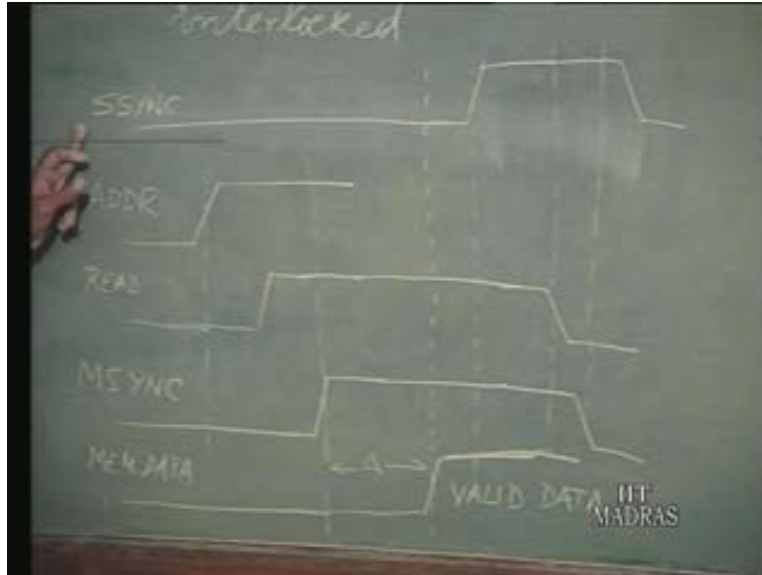 interlocked
SSYNC
ADDR
READ
MSYNC
← Δ →
MEM.DATA
VALID DATA
IIT
MADRAS